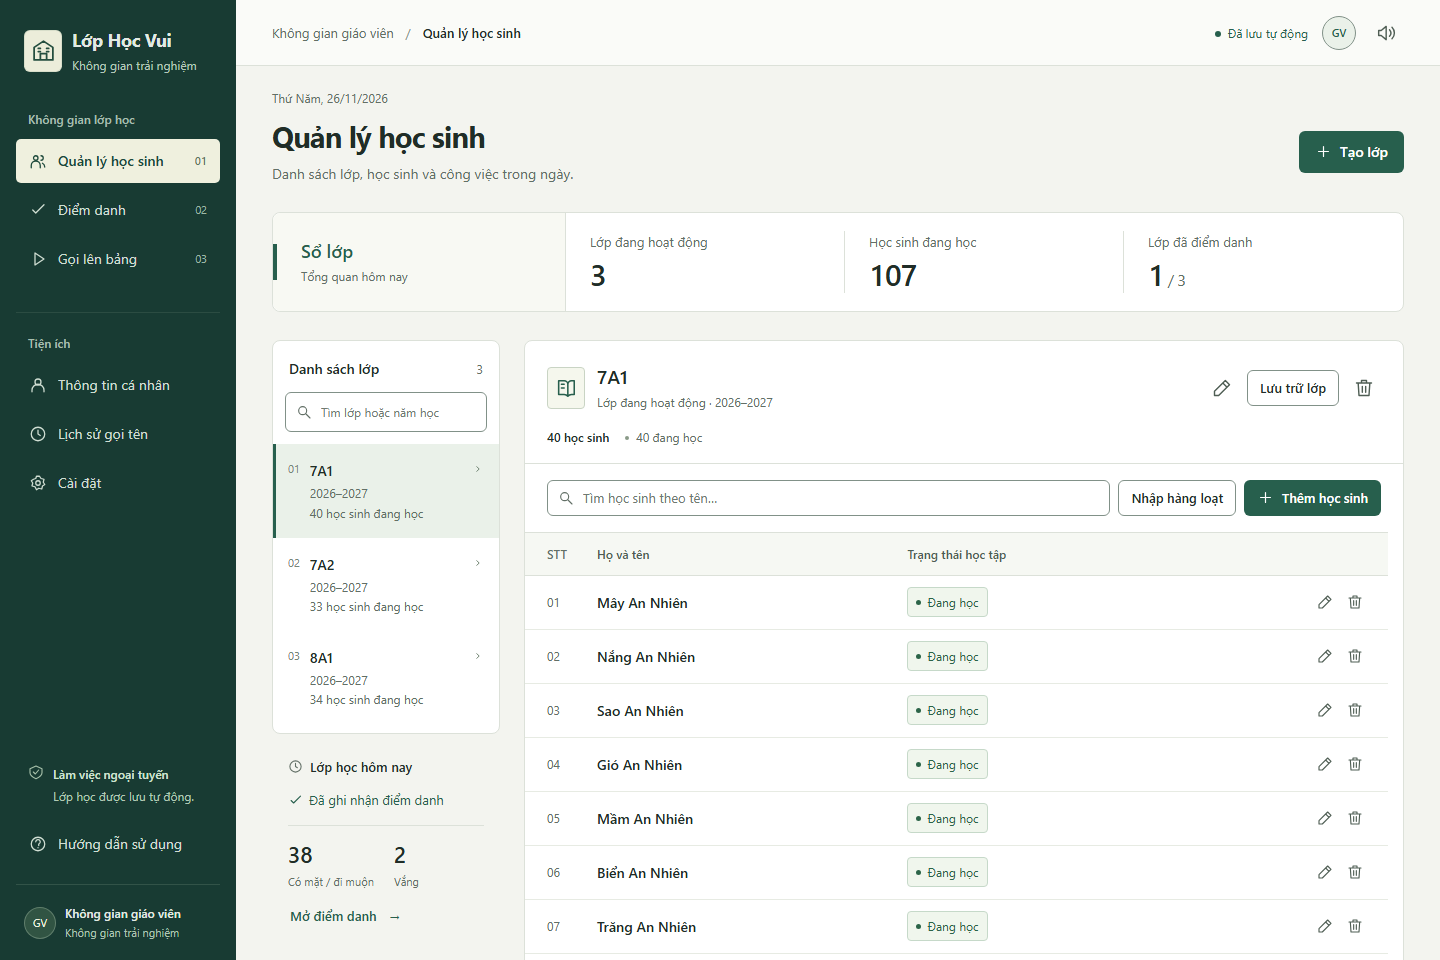 Lớp Học Vui
Không gian trải nghiệm
Không gian lớp học
Quản lý học sinh 01
Điểm danh 02
Gọi lên bảng 03
Tiện ích
Thông tin cá nhân
Lịch sử gọi tên
Cài đặt
Làm việc ngoại tuyến
Lớp học được lưu tự động.
Hướng dẫn sử dụng
GV
Không gian giáo viên
Không gian trải nghiệm
Không gian giáo viên / Quản lý học sinh
Đã lưu tự động GV
Thứ Năm, 26/11/2026
Quản lý học sinh
Danh sách lớp, học sinh và công việc trong ngày.
+ Tạo lớp
Sổ lớp
Tổng quan hôm nay
Lớp đang hoạt động
3
Học sinh đang học
107
Lớp đã điểm danh
1 / 3
Danh sách lớp 3
Tìm lớp hoặc năm học
01 7A1
2026–2027
40 học sinh đang học
02 7A2
2026–2027
33 học sinh đang học
03 8A1
2026–2027
34 học sinh đang học
Lớp học hôm nay
Đã ghi nhận điểm danh
38
Có mặt / đi muộn
2
Vắng
Mở điểm danh →
7A1
Lớp đang hoạt động · 2026–2027
Lưu trữ lớp
40 học sinh • 40 đang học
Tìm học sinh theo tên...
Nhập hàng loạt
+ Thêm học sinh
STT Họ và tên Trạng thái học tập
01 Mây An Nhiên Đang học
02 Nắng An Nhiên Đang học
03 Sao An Nhiên Đang học
04 Gió An Nhiên Đang học
05 Mầm An Nhiên Đang học
06 Biển An Nhiên Đang học
07 Trăng An Nhiên Đang học